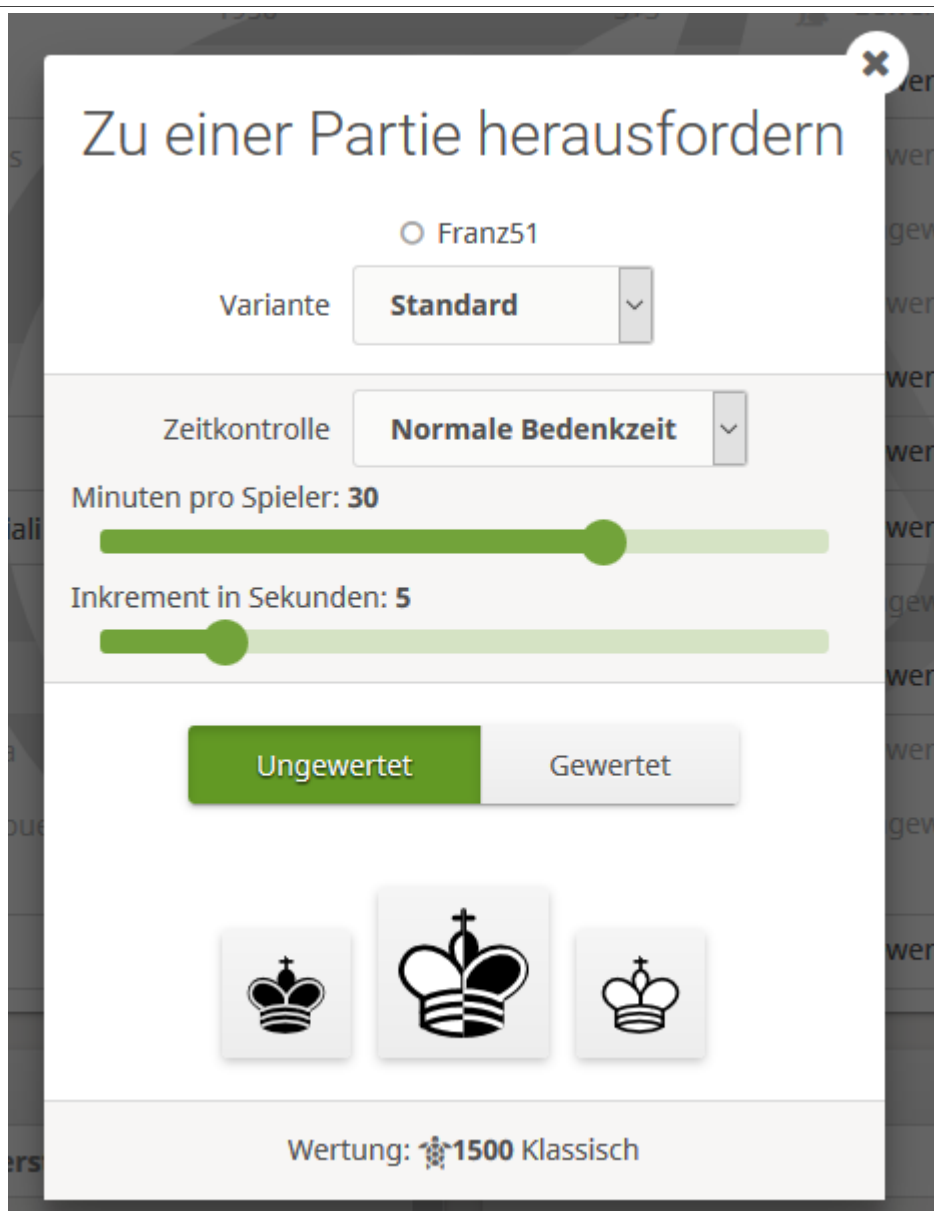 Zu einer Partie herausfordern
Franz51
Variante Standard
Zeitkontrolle Normale Bedenkzeit
Minuten pro Spieler: 30
Inkrement in Sekunden: 5
Ungewertet Gewertet
Wertung: 1500 Klassisch